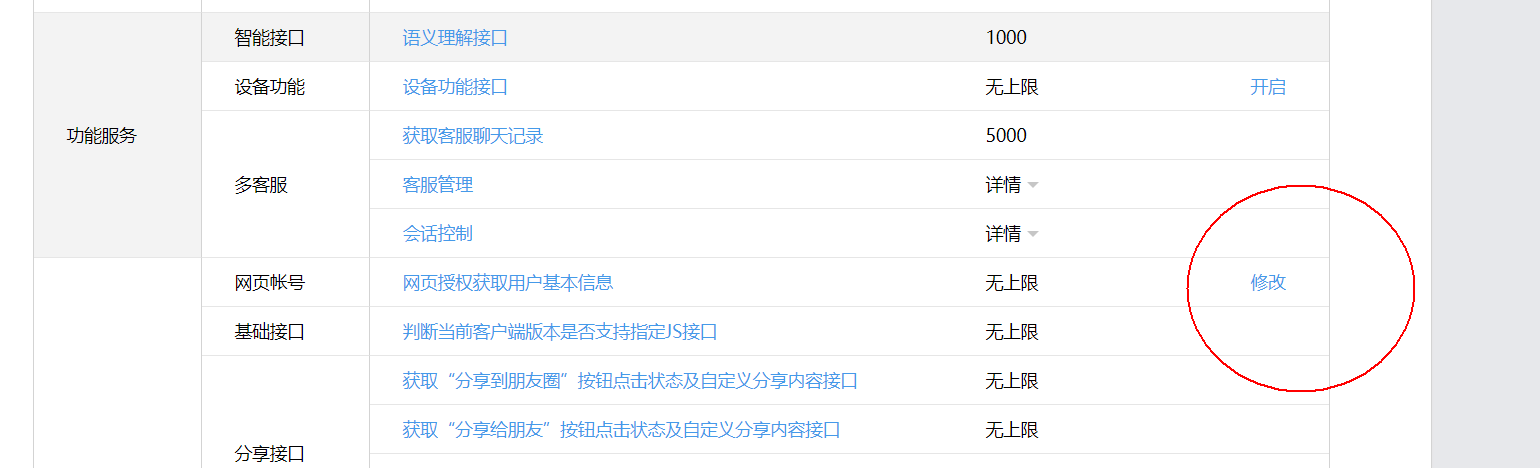 智能接口 语义理解接口 1000
设备功能 设备功能接口 无上限 开启
功能服务 获取客服聊天记录 5000
多客服 客服管理 详情
会话控制 详情
网页帐号 网页授权获取用户基本信息 无上限 修改
基础接口 判断当前客户端版本是否支持指定JS接口 无上限
获取“分享到朋友圈”按钮点击状态及自定义分享内容接口 无上限
获取“分享给朋友”按钮点击状态及自定义分享内容接口 无上限
分享接口